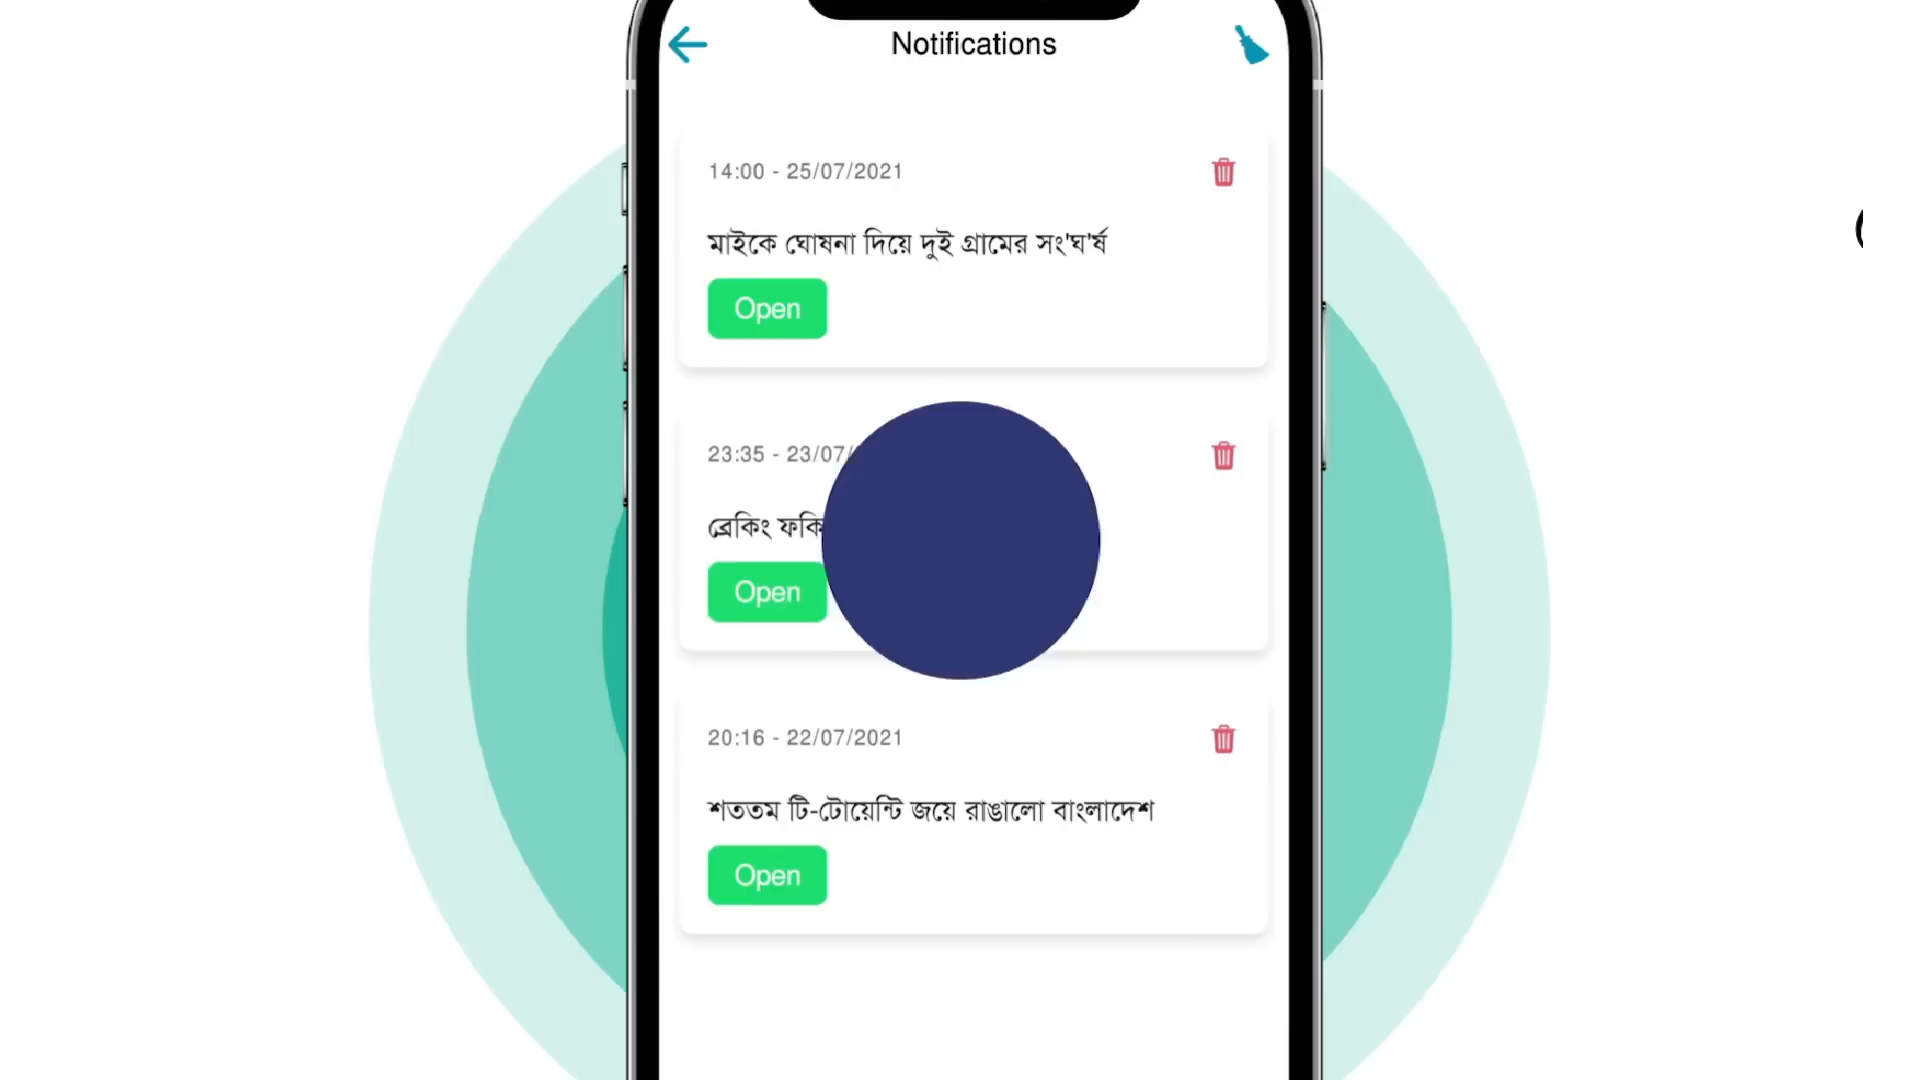 Notifications
14:00 - 25/07/2021
মাইকে ঘোষনা দিয়ে দুই গ্রামের সং'ঘ'র্ষ
Open
23:35 - 23/07/
ব্রেকিং
Open
20:16 - 22/07/2021
শততম টি-টোয়েন্টি জয়ে রাঙালো বাংলাদেশ
Open